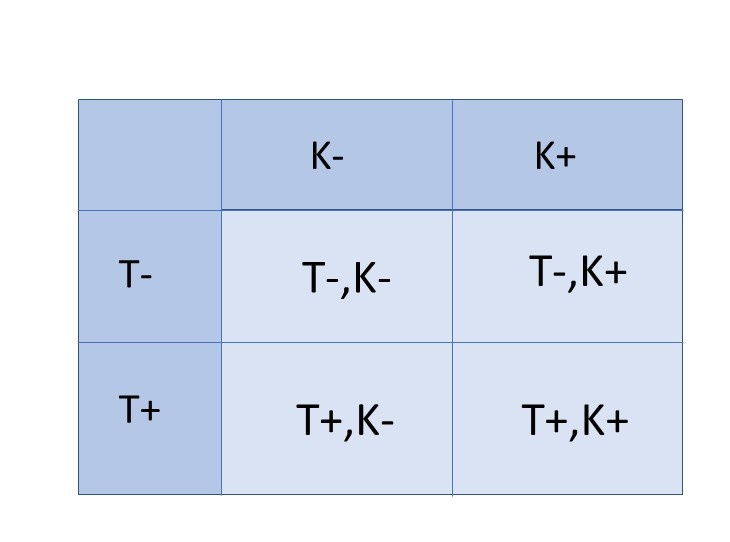 K- K+
T- T-,K- T-,K+
T+ T+,K- T+,K+